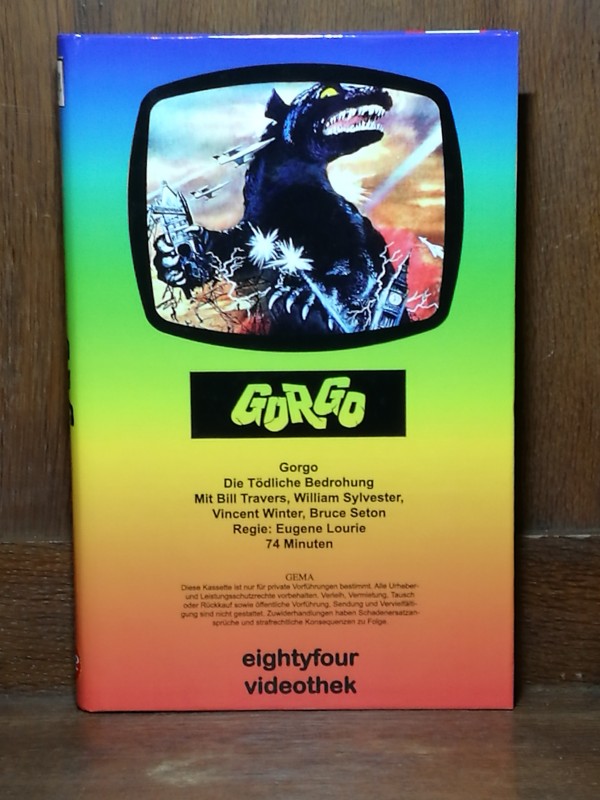 GORGO
Gorgo
Die Tödliche Bedrohung
Mit Bill Travers, William Sylvester,
Vincent Winter, Bruce Seton
Regie: Eugene Lourie
74 Minuten
GEMA
Diese Kassette ist nur für private Vorführungen bestimmt. Alle Urheber-
und Leistungsschutzrechte vorbehalten. Verleih, Vermietung, Tausch
oder Rückkauf sowie öffentliche Vorführung, Sendung und Vervielfälti-
gung sind nicht gestattet. Zuwiderhandlungen haben Schadenersatzan-
sprüche und strafrechtliche Konsequenzen zu Folge.
eightyfour
videothek